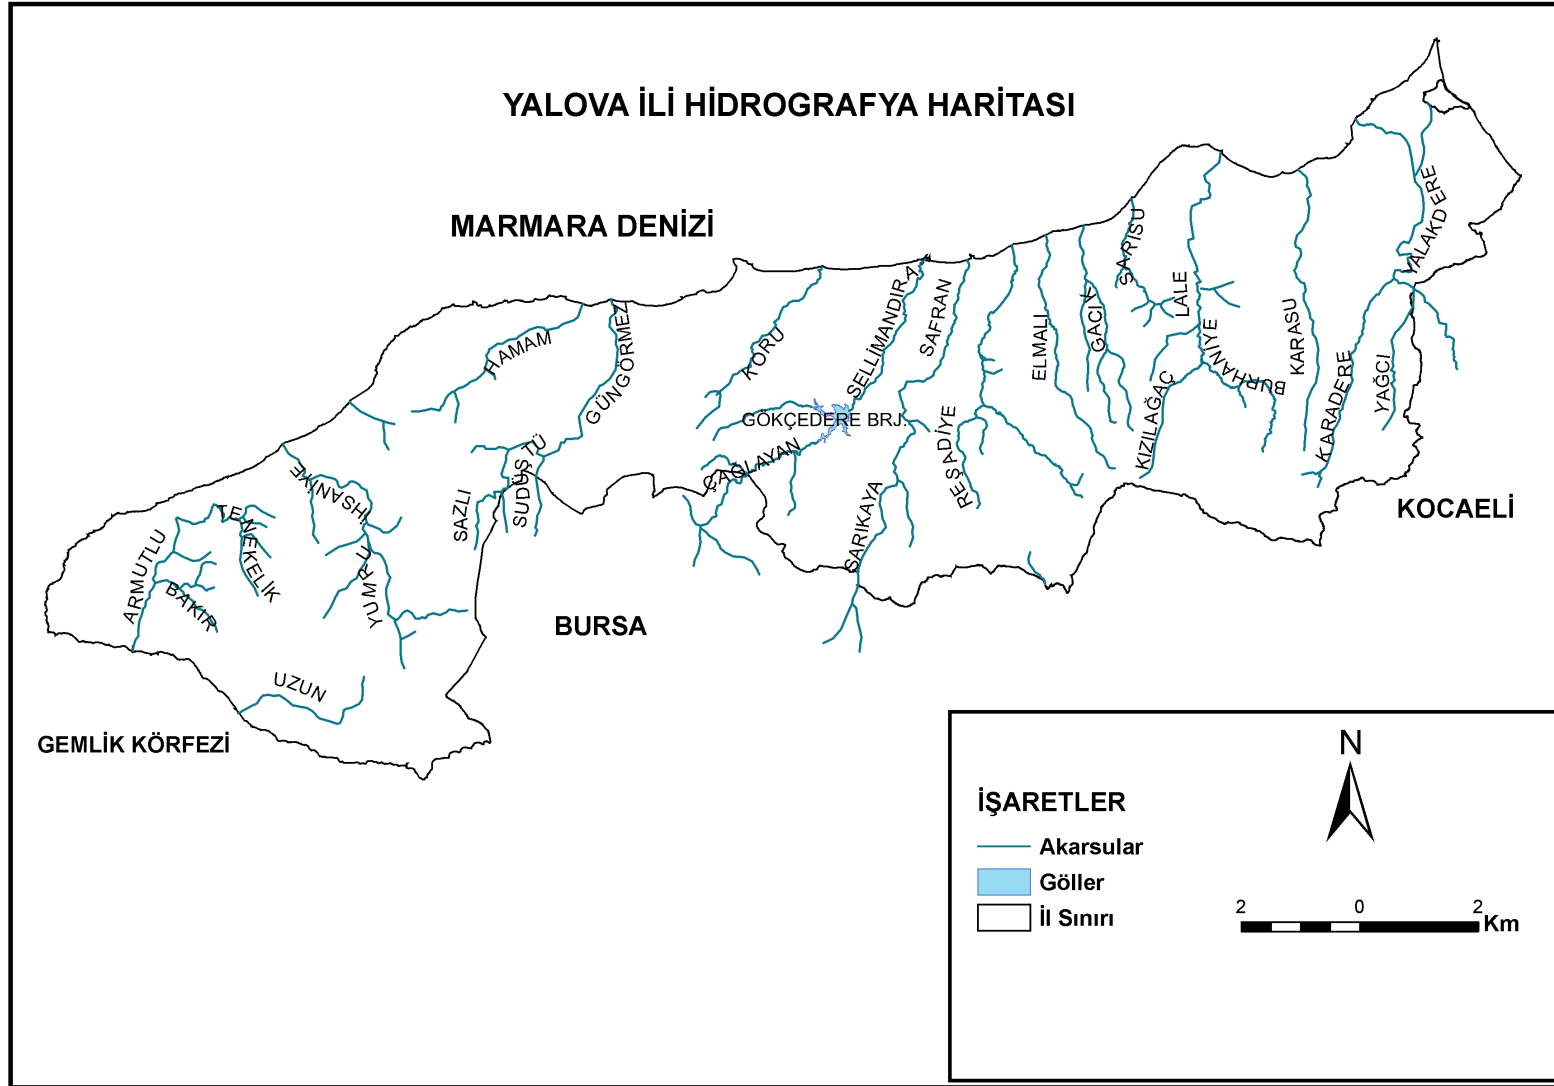 YALOVA İLİ HİDROGRAFYA HARİTASI
MARMARA DENİZİ
YALAKDERE
SARISU
LALE
SELLİMANDIRA
SAFRAN
GACIK
KARASU
HAMAM
GÜNGÖRMEZ
KORU
ELMALI
BURHANİYE
KARADERE
YAĞCI
KIZILAĞAÇ
GÖKÇEDERE BRJ.
REŞADİYE
ÇAĞLAYAN
SUDÜŞTÜ
SAZLI
İHSANİYE
SARIKAYA
KOCAELİ
TENEKELİK
ARMUTLU
BAKIR
YUMRU
BURSA
UZUN
GEMLİK KÖRFEZİ
N
İŞARETLER
Akarsular
Göller
İl Sınırı
2 0 2
Km